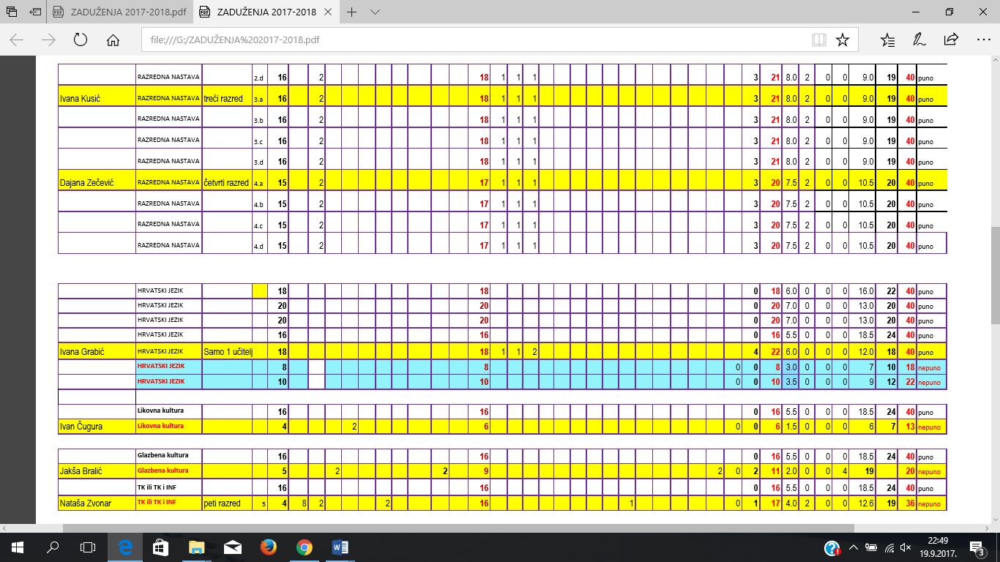 ZADUŽENJA 2017-2018.pdf
ZADUŽENJA 2017-2018
file:///G:/ZADUŽENJA%202017-2018.pdf
RAZREDNA NASTAVA 2.d 16 2 18 1 1 1 3 21 8.0 2 0 0 9.0 19 40 puno
Ivana Kusić RAZREDNA NASTAVA treći razred 3.a 16 2 18 1 1 1 3 21 8.0 2 0 0 9.0 19 40 puno
RAZREDNA NASTAVA 3.b 16 2 18 1 1 1 3 21 8.0 2 0 0 9.0 19 40 puno
RAZREDNA NASTAVA 3.c 16 2 18 1 1 1 3 21 8.0 2 0 0 9.0 19 40 puno
RAZREDNA NASTAVA 3.d 16 2 18 1 1 1 3 21 8.0 2 0 0 9.0 19 40 puno
Dajana Zečević RAZREDNA NASTAVA četvrti razred 4.a 15 2 17 1 1 1 3 20 7.5 2 0 0 10.5 20 40 puno
RAZREDNA NASTAVA 4.b 15 2 17 1 1 1 3 20 7.5 2 0 0 10.5 20 40 puno
RAZREDNA NASTAVA 4.c 15 2 17 1 1 1 3 20 7.5 2 0 0 10.5 20 40 puno
RAZREDNA NASTAVA 4.d 15 2 17 1 1 1 3 20 7.5 2 0 0 10.5 20 40 puno
HRVATSKI JEZIK 18 18 0 18 6.0 0 0 0 16.0 22 40 puno
HRVATSKI JEZIK 20 20 0 20 7.0 0 0 0 13.0 20 40 puno
HRVATSKI JEZIK 20 20 0 20 7.0 0 0 0 13.0 20 40 puno
HRVATSKI JEZIK 16 16 0 16 5.5 0 0 0 18.5 24 40 puno
Ivana Grabić HRVATSKI JEZIK Samo 1 učitelj 18 18 1 1 2 4 22 6.0 0 0 0 12.0 18 40 puno
HRVATSKI JEZIK 8 8 0 0 8 3.0 0 0 0 7 10 18 nepuno
HRVATSKI JEZIK 10 10 0 0 10 3.5 0 0 0 9 12 22 nepuno
Likovna kultura 16 16 0 16 5.5 0 0 0 18.5 24 40 puno
Ivan Čugura Likovna kultura 4 2 6 0 0 6 1.5 0 0 0 6 7 13 nepuno
Glazbena kultura 16 16 0 16 5.5 0 0 0 18.5 24 40 puno
Jakša Bralić Glazbena kultura 5 2 2 9 2 0 2 11 2.0 0 0 4 19 20 nepuno
TK ili TK i INF 16 16 0 16 5.5 0 0 0 18.5 24 40 puno
Nataša Zvonar TK ili TK i INF peti razred 5 4 8 2 2 16 1 0 1 17 4.0 2 0 0 12.6 19 36 nepuno
22:49
19.9.2017.
3